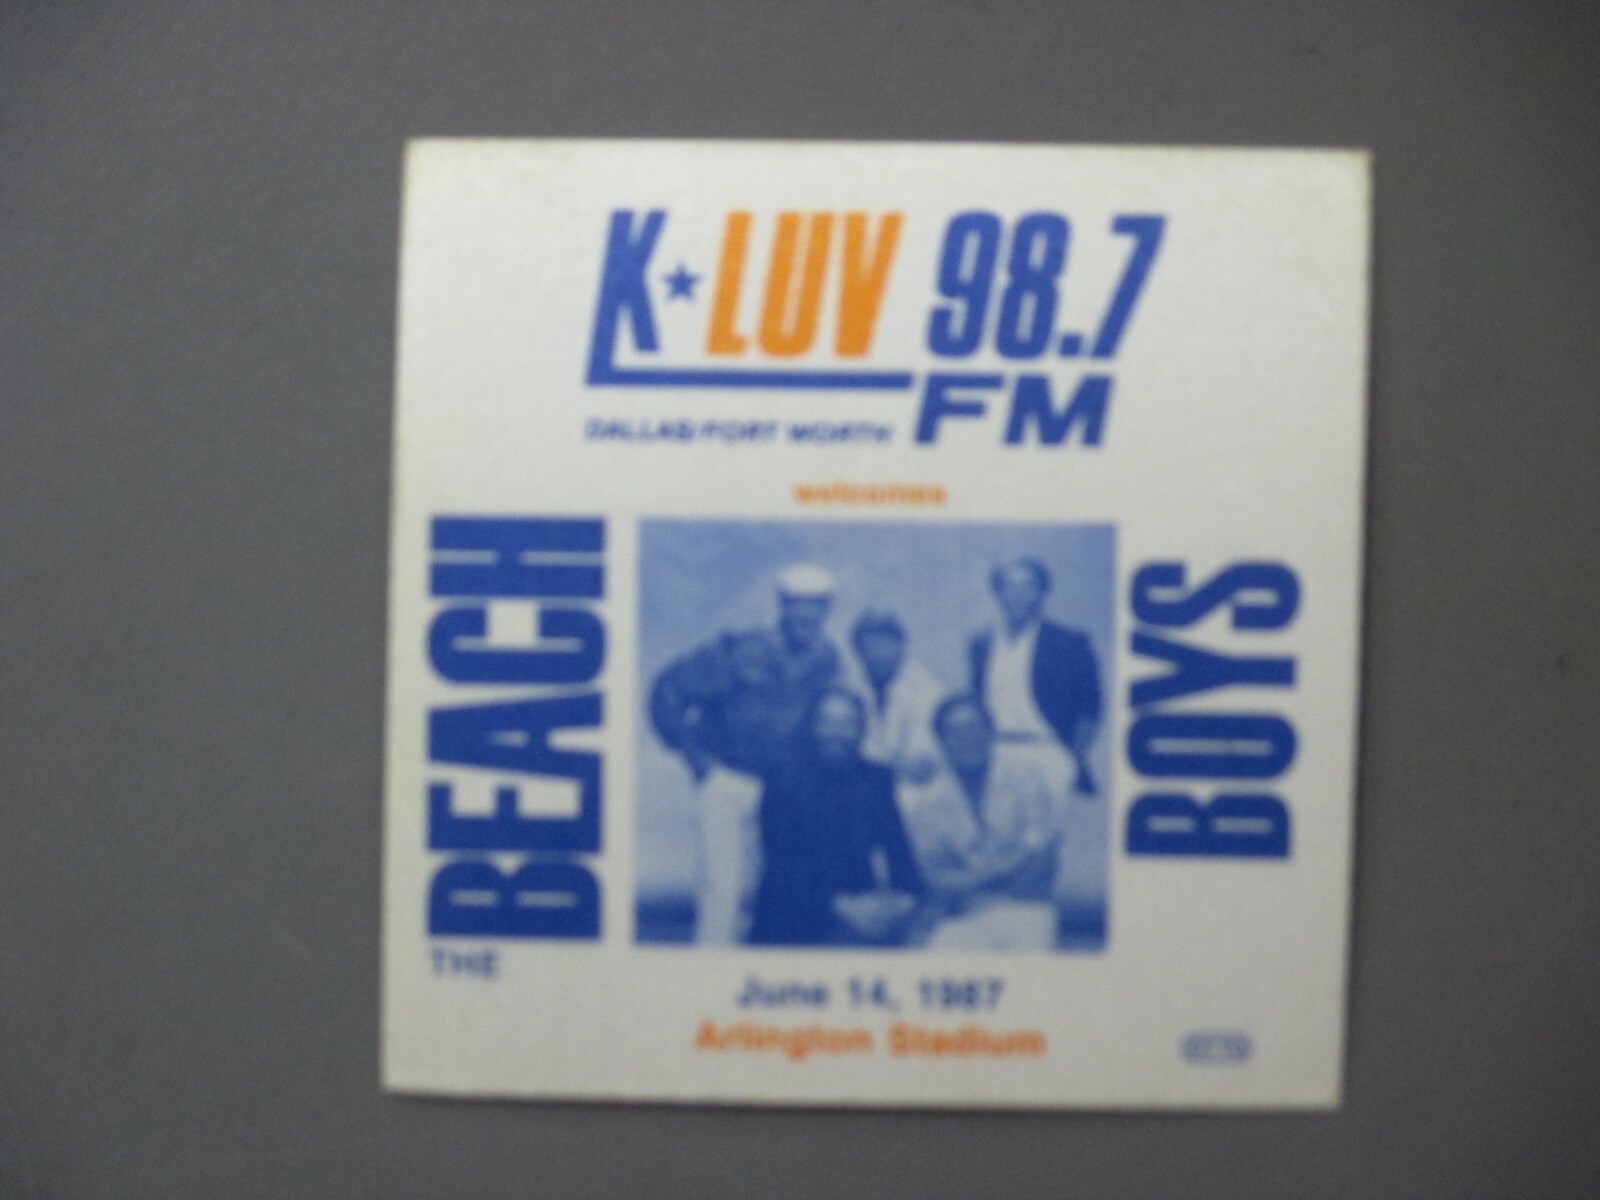 K★LUV 98.7
FM
DALLAS/FORT WORTH
welcomes
THE BEACH
BOYS
June 14, 1987
Arlington Stadium